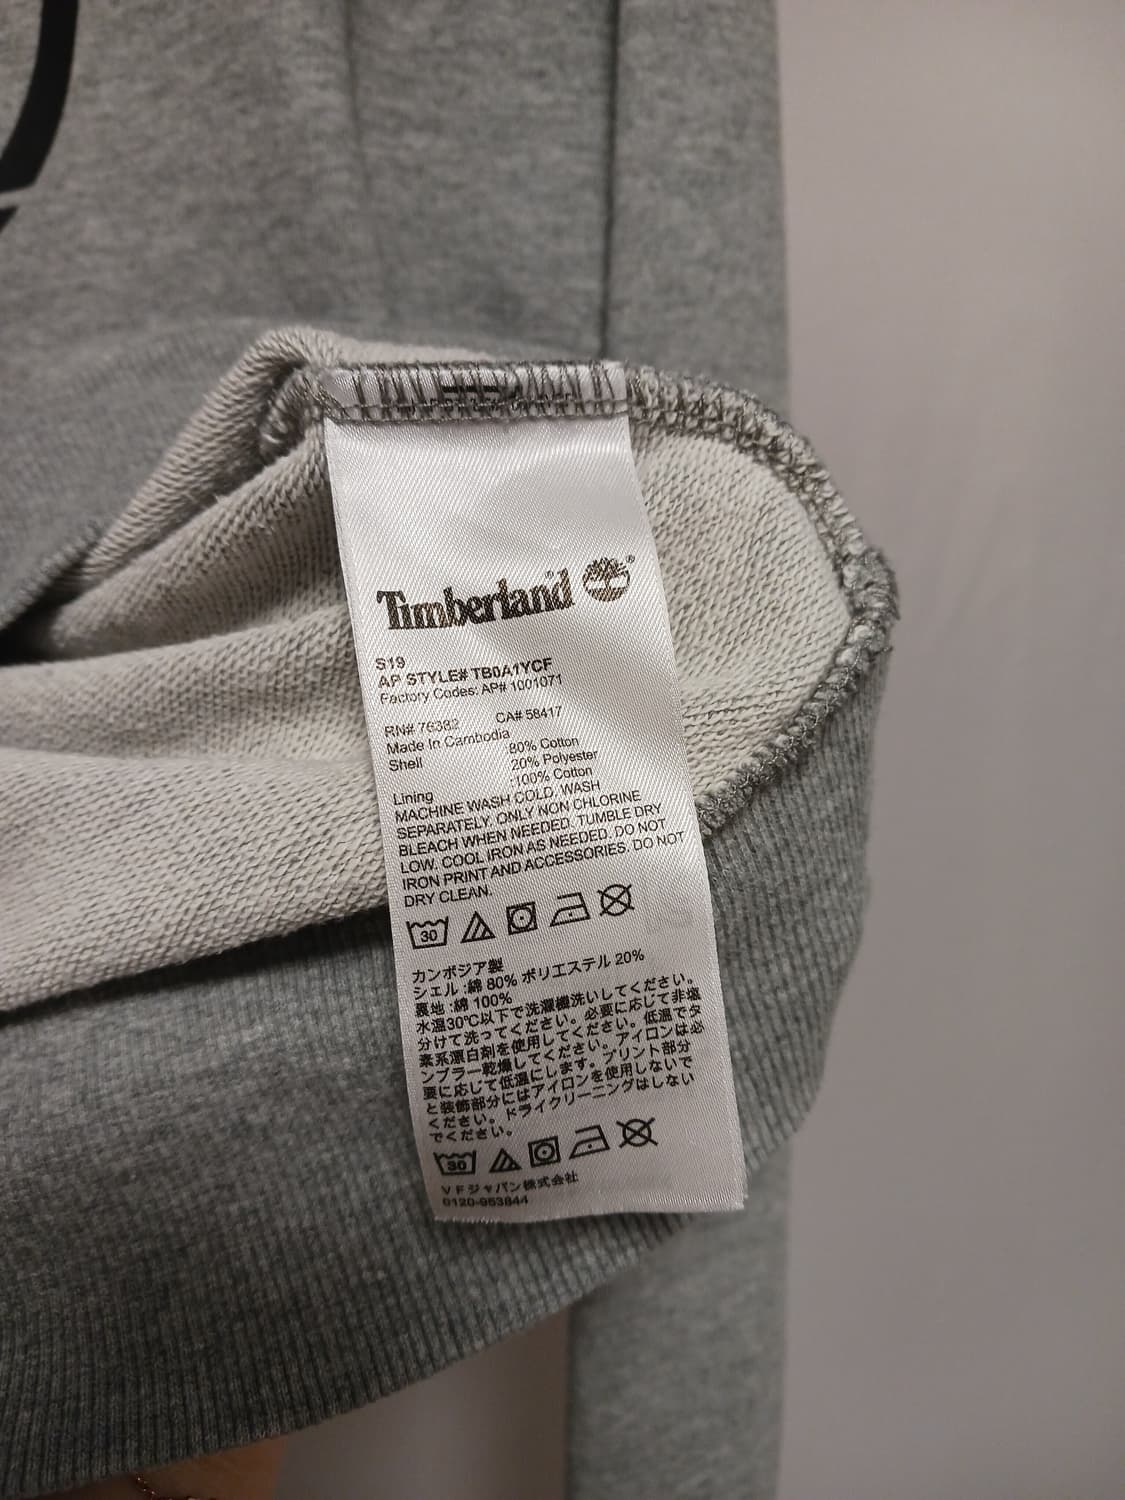 Timberland
S19
AP STYLE# TB0A1YCF
Factory Codes: AP# 1001071
RN# 76382 CA# 58417
Made In Cambodia
Shell :80% Cotton
20% Polyester
Lining :100% Cotton
MACHINE WASH COLD, WASH
SEPARATELY, ONLY NON CHLORINE
BLEACH WHEN NEEDED, TUMBLE DRY
LOW, COOL IRON AS NEEDED, DO NOT
IRON PRINT AND ACCESSORIES, DO NOT
DRY CLEAN.
30
カンボジア製
シェル :綿 80% ポリエステル 20%
裏地 :綿 100%
水温30℃以下で洗濯機洗いしてください。
分けて洗ってください。必要に応じて非塩
素系漂白剤を使用してください。低温でタ
ンブラー乾燥してください。アイロンは必
要に応じて低温にします。プリント部分
と装飾部分にはアイロンを使用しないで
ください。ドライクリーニングはしない
でください。
30
VFジャパン株式会社
0120-953844